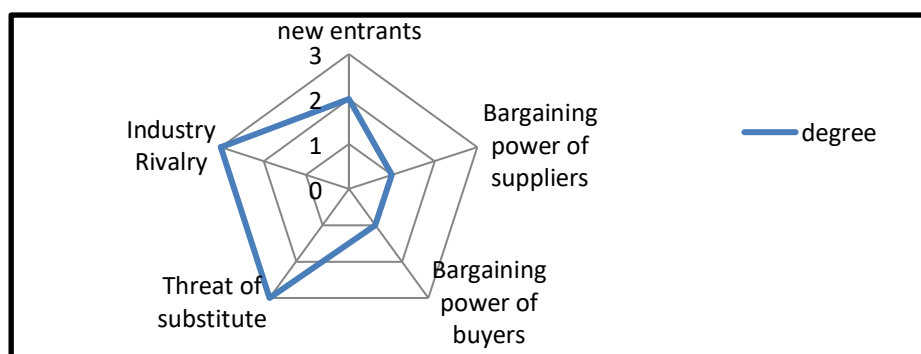 new entrants
3
2
1
0
Bargaining
power of
suppliers
Bargaining
power of
buyers
Threat of
substitute
Industry
Rivalry
degree